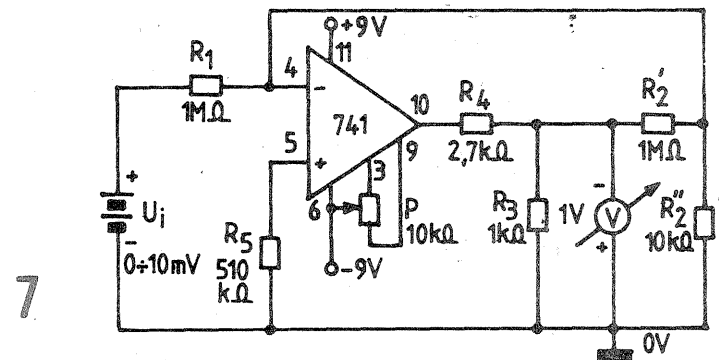 +9V
11
R1
1MΩ
4
-
741
10
R4
2,7kΩ
R2'
1MΩ
5
+
9
3
6
P
10kΩ
+
Ui
-
0÷10mV
R5
510
kΩ
-9V
R3
1kΩ
1V
-
V
+
R2"
10kΩ
0V
7